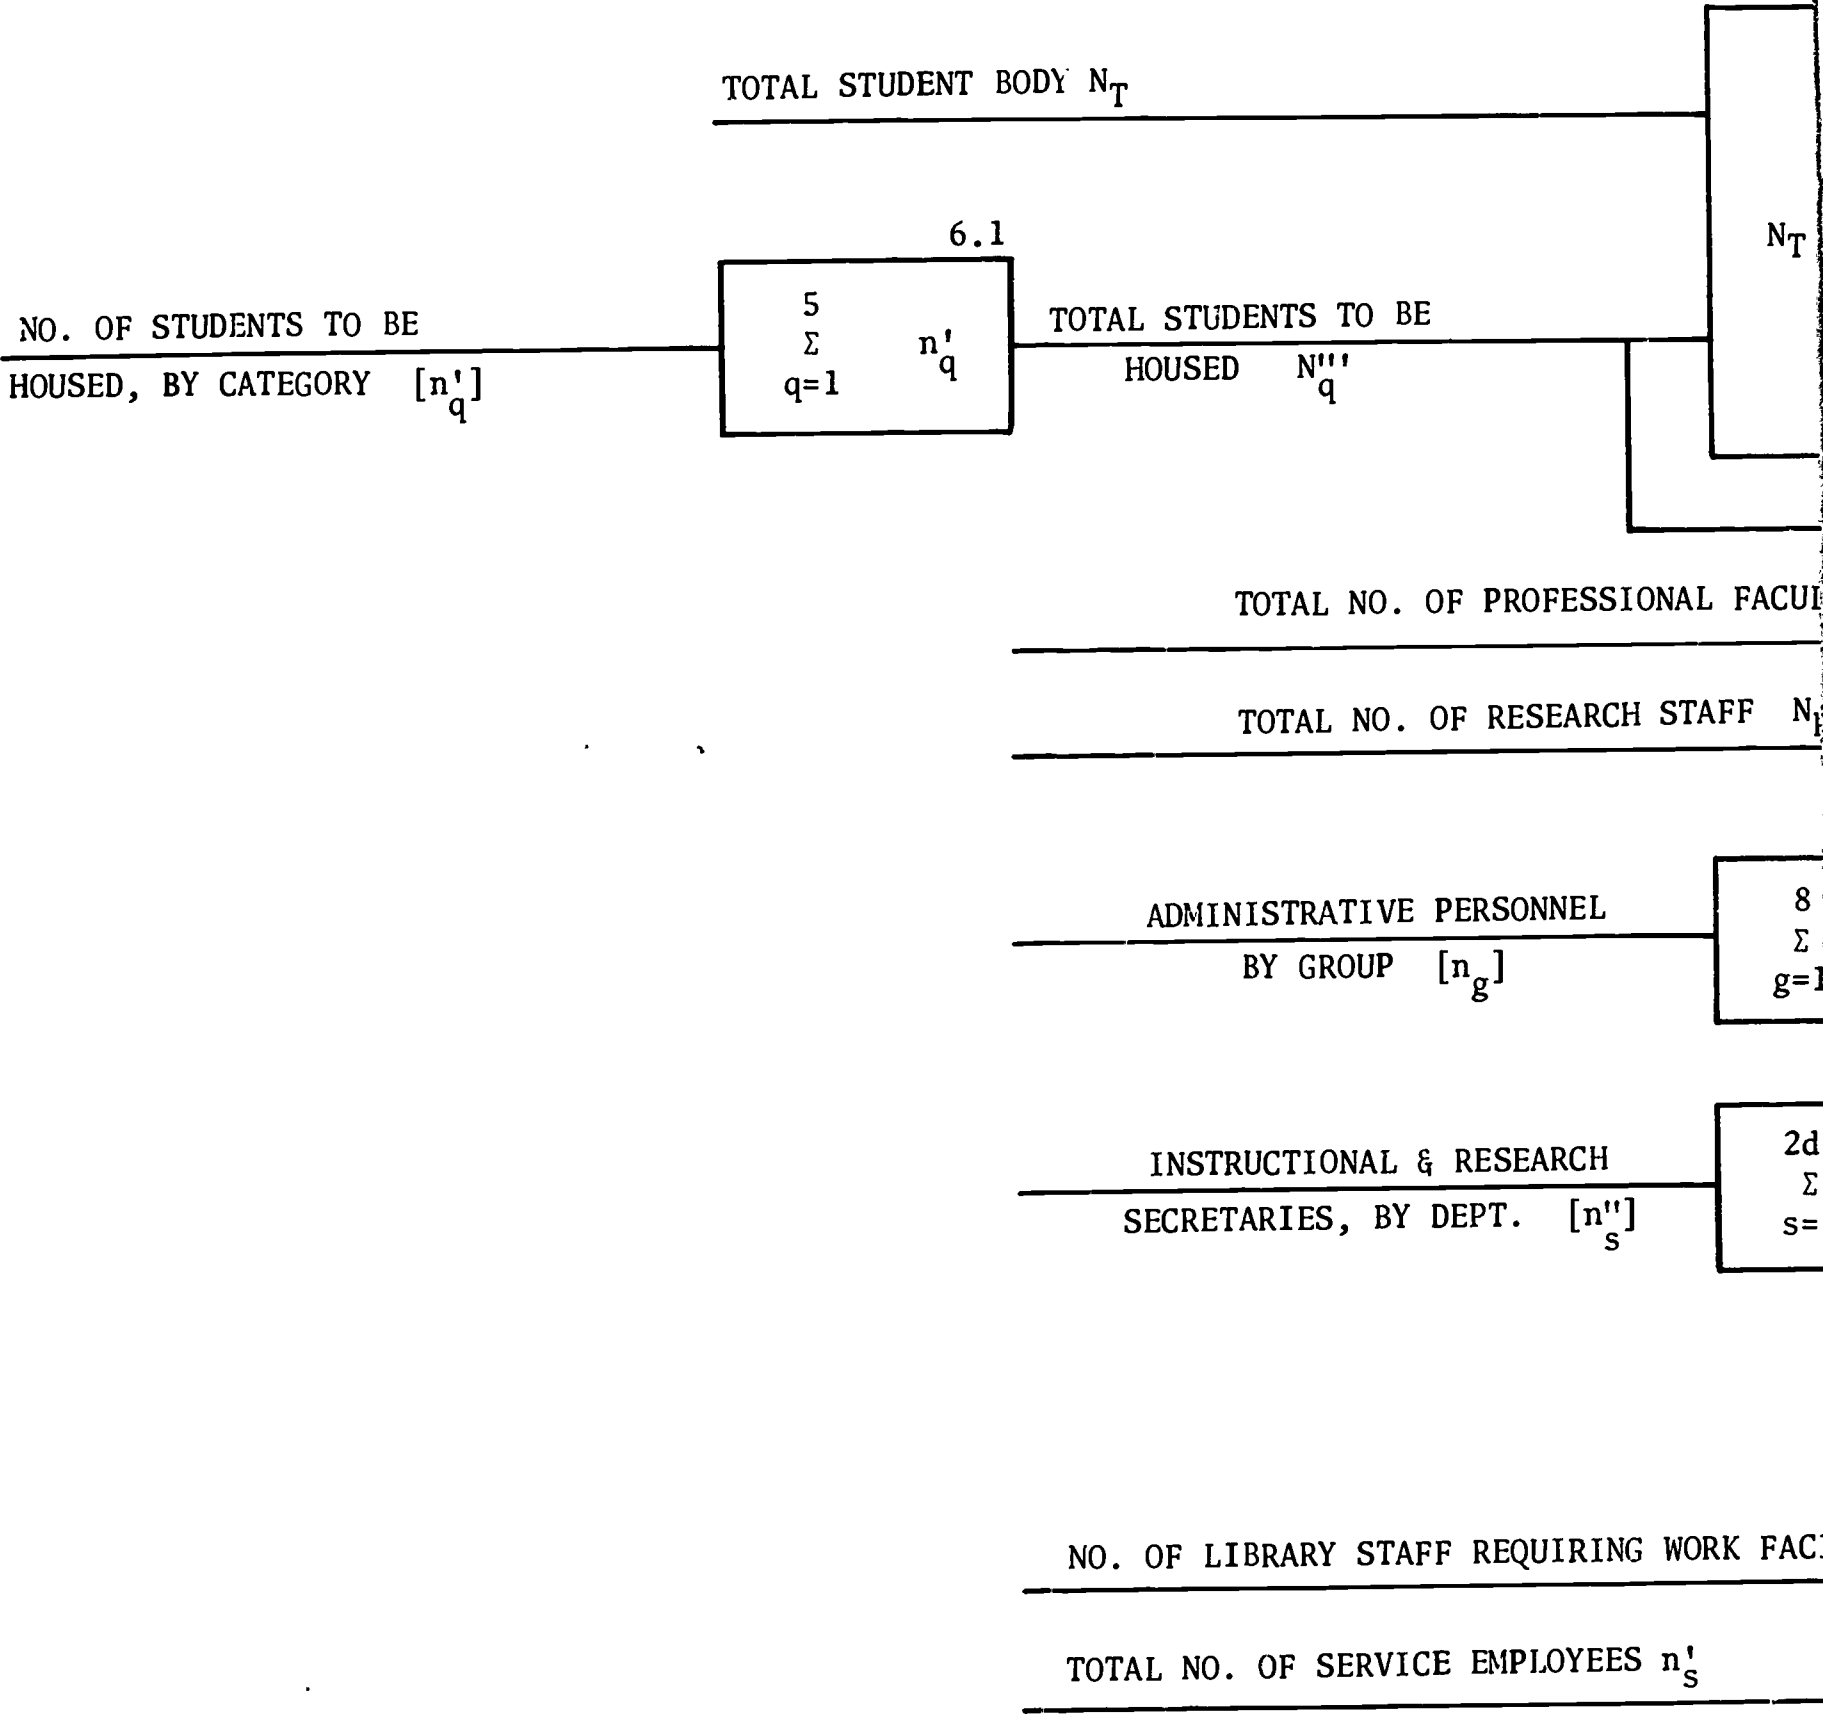 TOTAL STUDENT BODY N_T
6.1
N_T
5
Σ n'_q
q=1
NO. OF STUDENTS TO BE
HOUSED, BY CATEGORY [n'_q]
TOTAL STUDENTS TO BE
HOUSED N'''_q
TOTAL NO. OF PROFESSIONAL
TOTAL NO. OF RESEARCH STAFF
ADMINISTRATIVE PERSONNEL
BY GROUP [n_g]
8
Σ
g=1
INSTRUCTIONAL & RESEARCH
SECRETARIES, BY DEPT. [n''_s]
2d
Σ
s=
NO. OF LIBRARY STAFF REQUIRING WORK
TOTAL NO. OF SERVICE EMPLOYEES n'_s